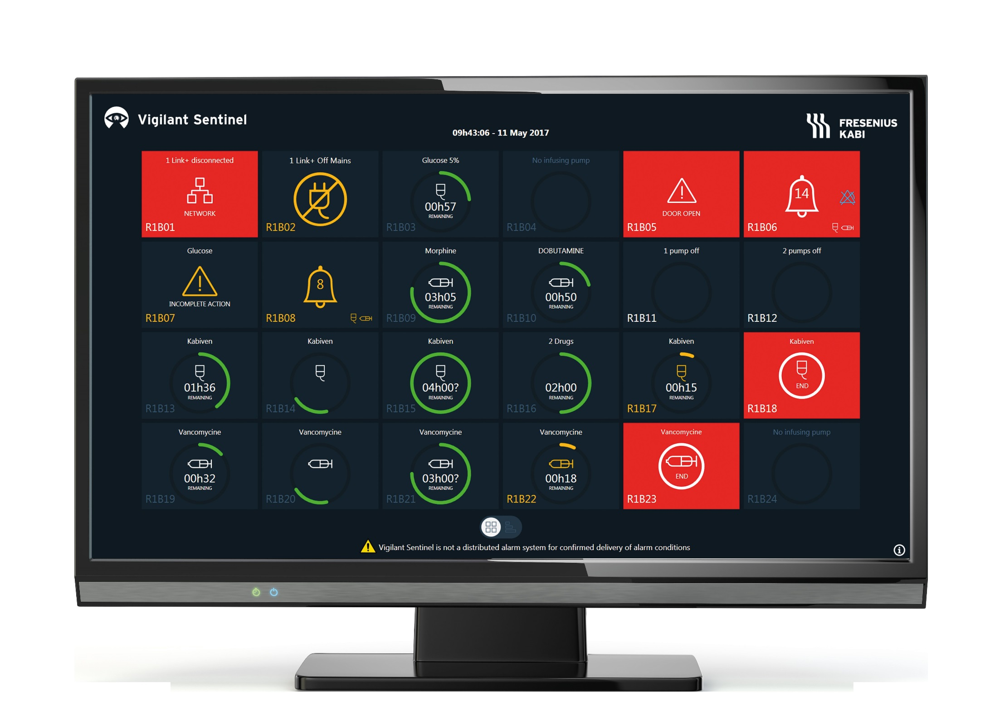 Vigilant Sentinel
09h43:06 - 11 May 2017
FRESENIUS
KABI
1 Link+ disconnected
NETWORK
R1B01
1 Link+ Off Mains
R1B02
Glucose 5%
00h57
REMAINING
R1B03
No infusing pump
R1B04
DOOR OPEN
R1B05
14
R1B06
Glucose
INCOMPLETE ACTION
R1B07
8
R1B08
Morphine
03h05
REMAINING
R1B09
DOBUTAMINE
00h50
REMAINING
R1B10
1 pump off
R1B11
2 pumps off
R1B12
Kabiven
01h36
REMAINING
R1B13
Kabiven
R1B14
Kabiven
04h00?
REMAINING
R1B15
2 Drugs
02h00
REMAINING
R1B16
Kabiven
00h15
REMAINING
R1B17
Kabiven
END
R1B18
Vancomycine
00h32
REMAINING
R1B19
Vancomycine
R1B20
Vancomycine
03h00?
REMAINING
R1B21
Vancomycine
00h18
REMAINING
R1B22
Vancomycine
END
R1B23
No infusing pump
R1B24
Vigilant Sentinel is not a distributed alarm system for confirmed delivery of alarm conditions